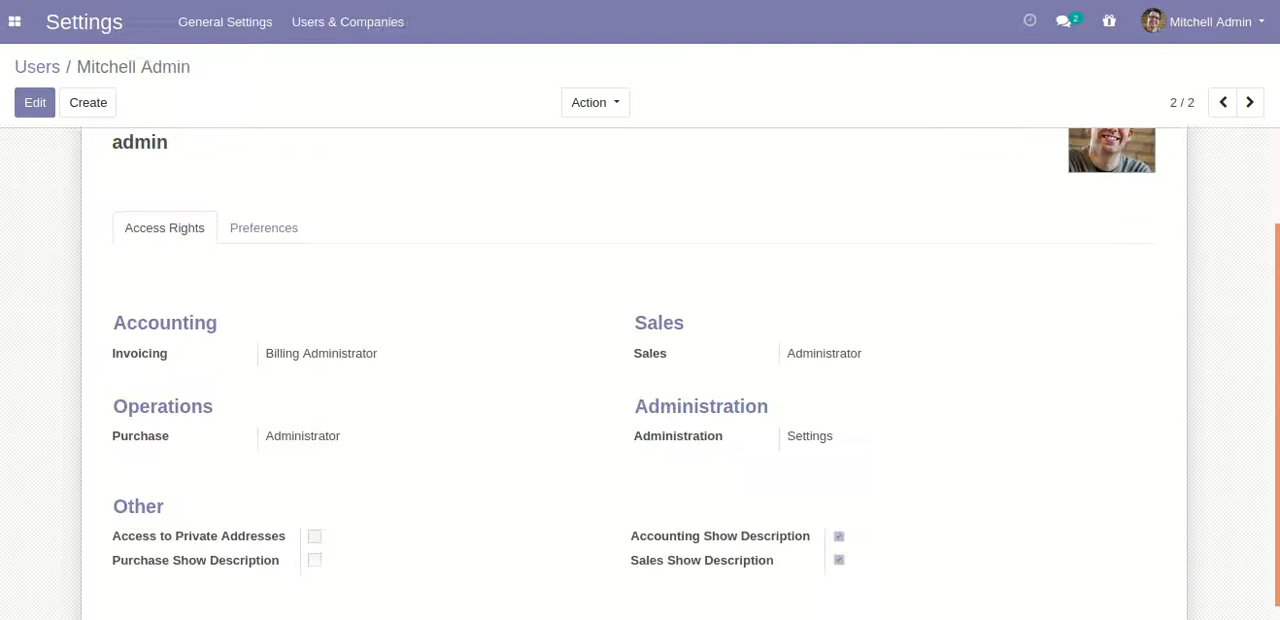 Settings General Settings Users & Companies 2 Mitchell Admin
Users / Mitchell Admin
Edit Create Action 2 / 2
admin
Access Rights Preferences
Accounting Sales
Invoicing Billing Administrator Sales Administrator
Operations Administration
Purchase Administrator Administration Settings
Other
Access to Private Addresses Accounting Show Description
Purchase Show Description Sales Show Description